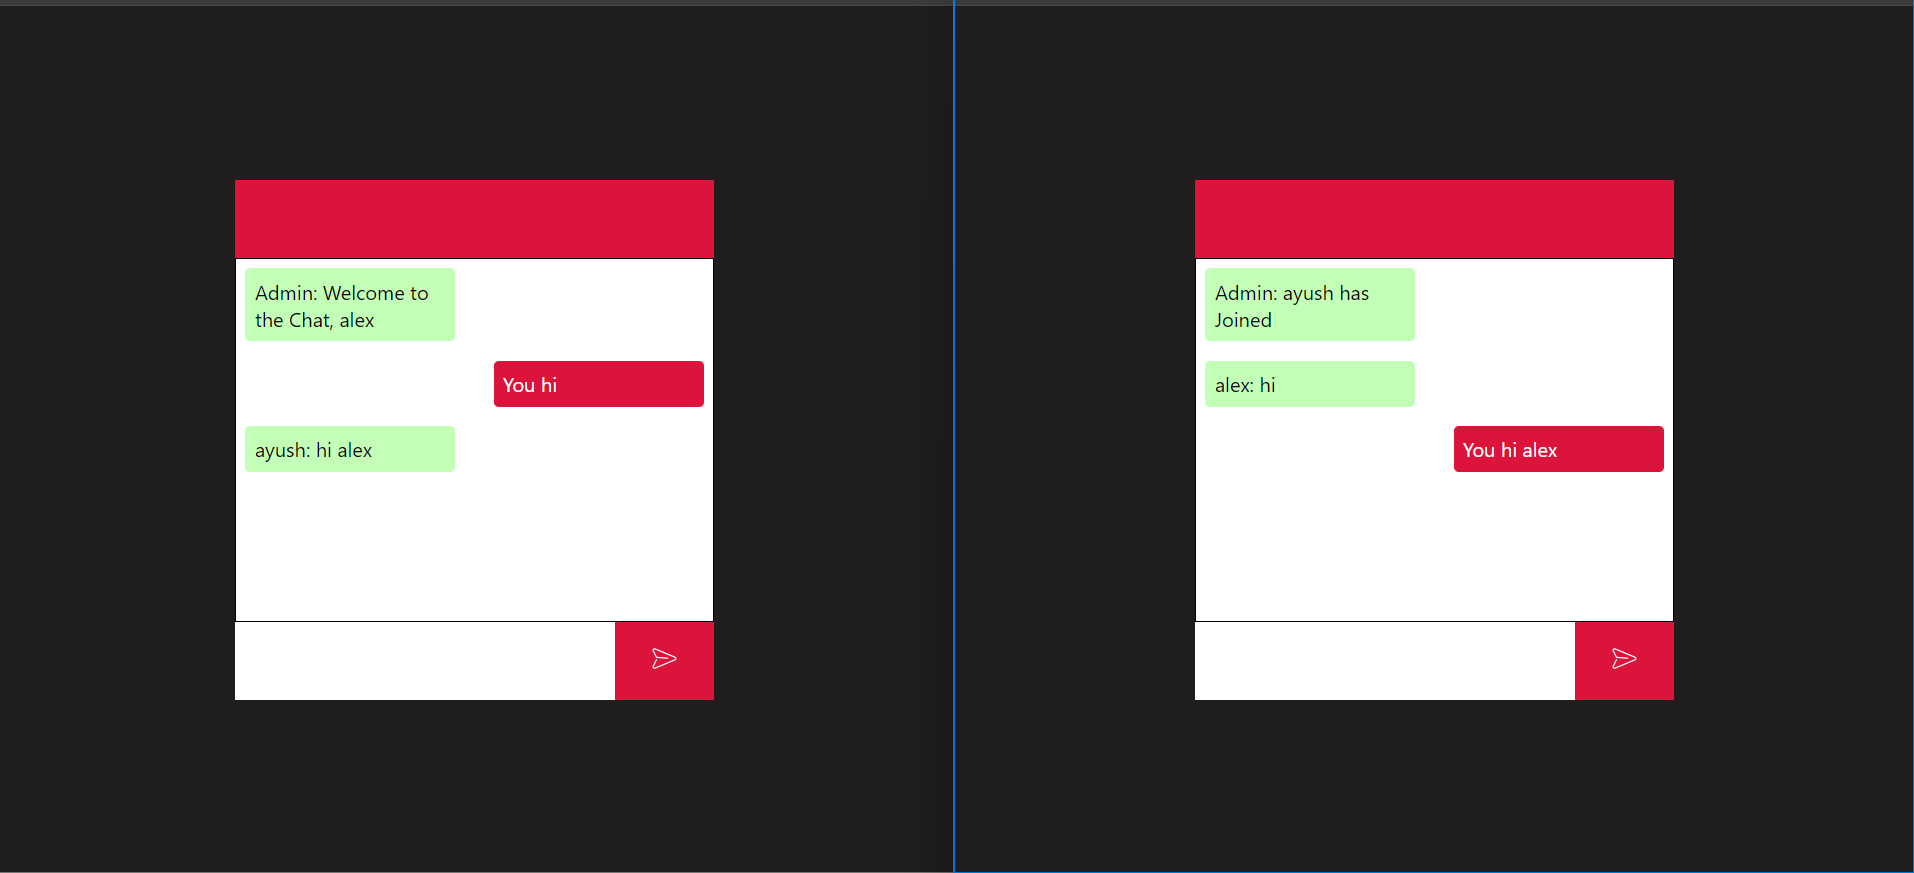 Admin: Welcome to
the Chat, alex
You hi
ayush: hi alex
Admin: ayush has
Joined
alex: hi
You hi alex